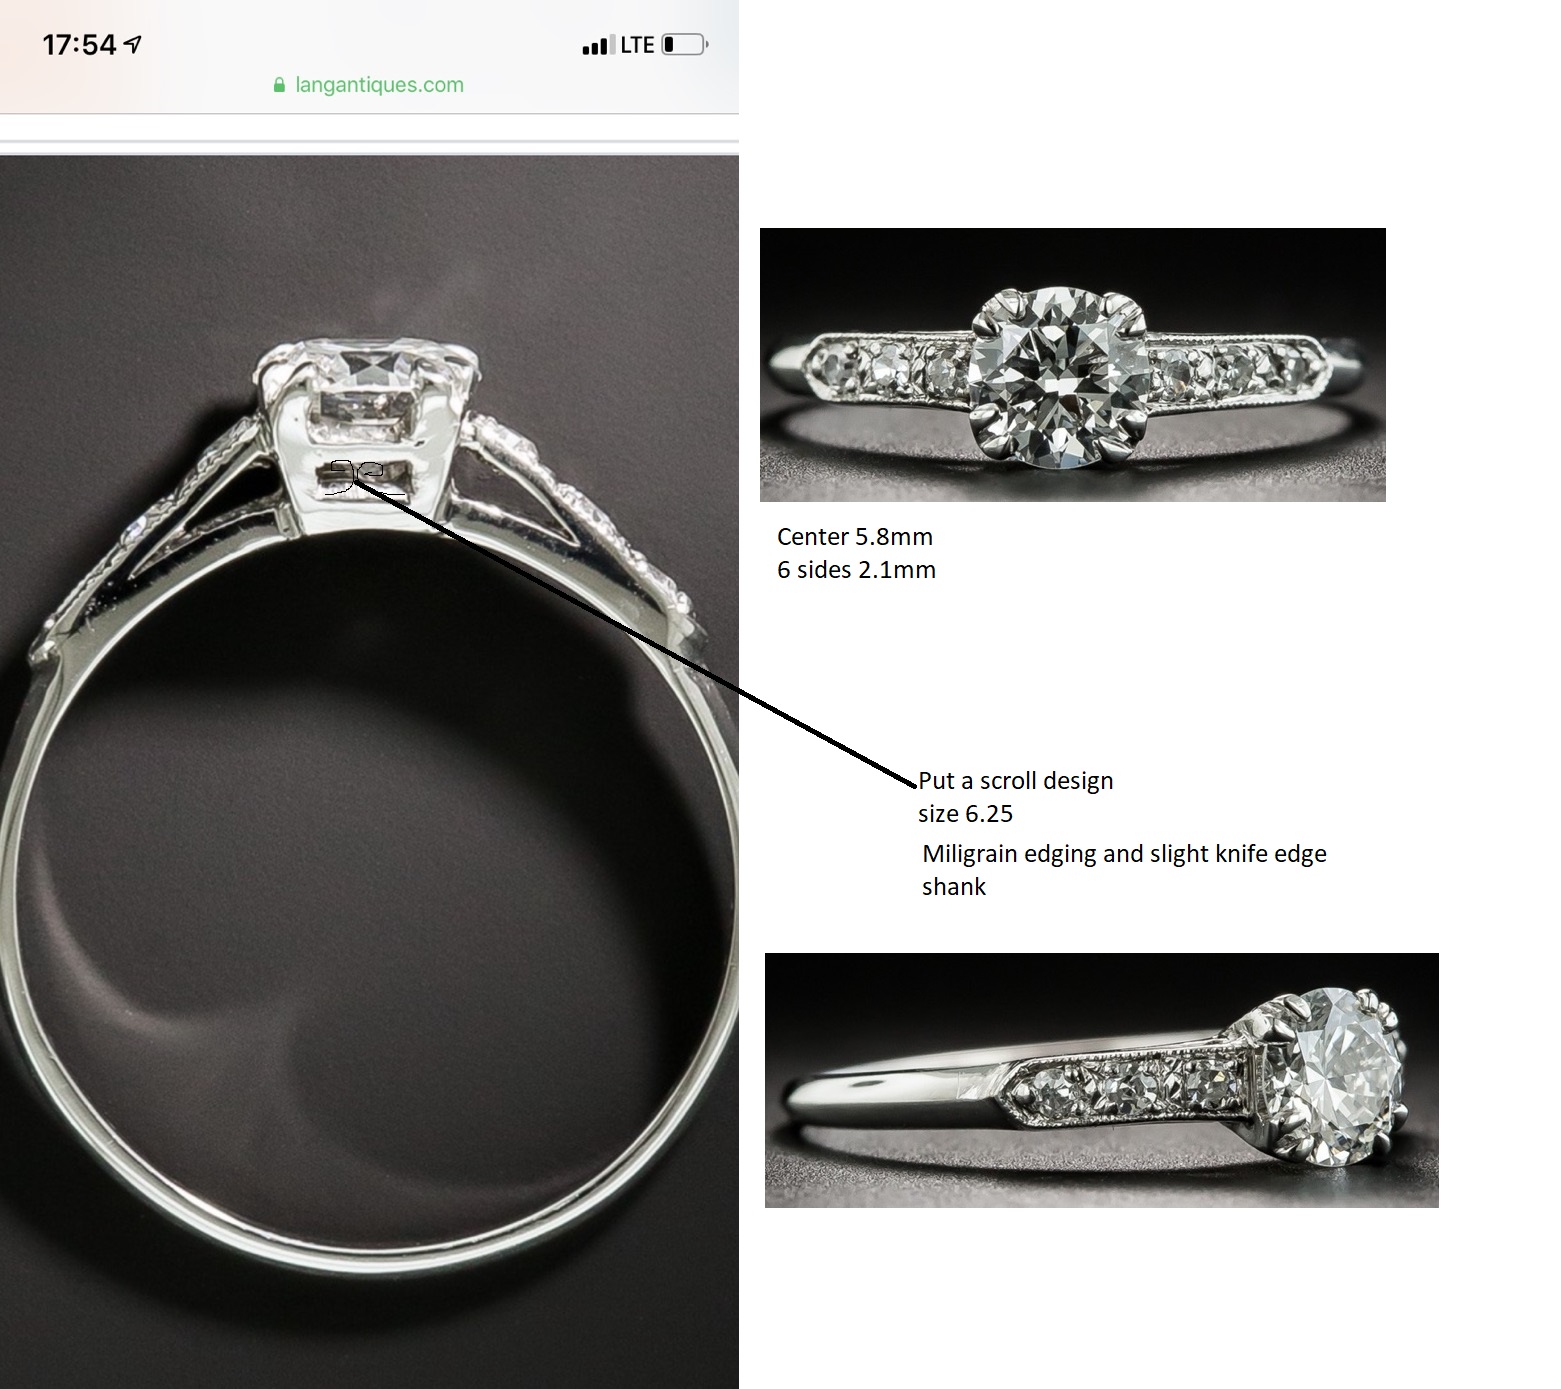 17:54
LTE
langantiques.com
Center 5.8mm
6 sides 2.1mm
Put a scroll design
size 6.25
Miligrain edging and slight knife edge
shank